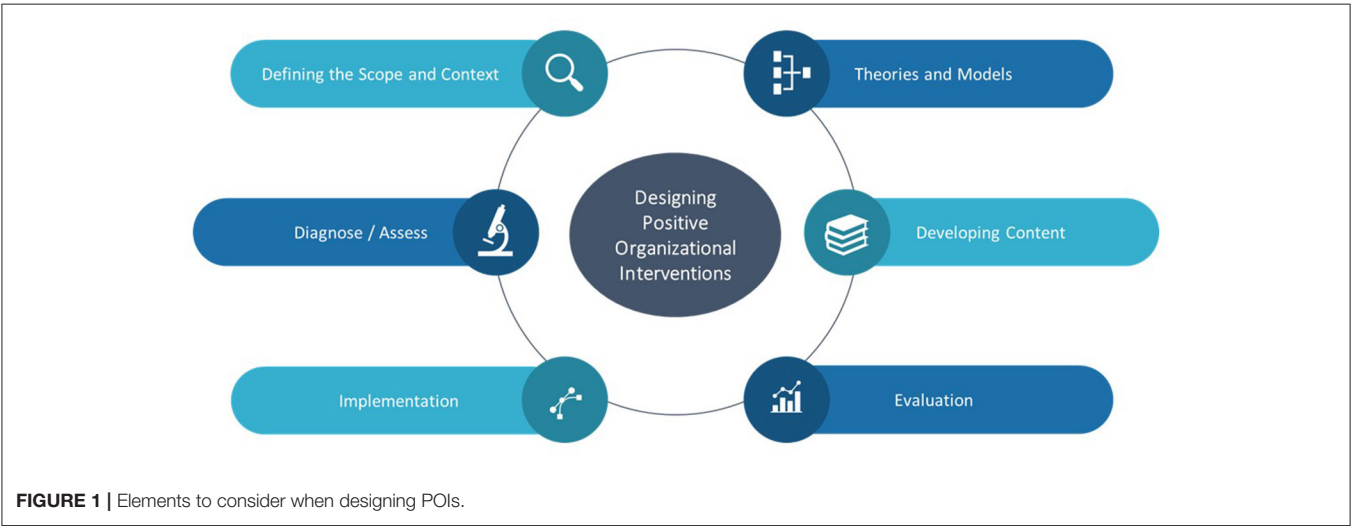 Defining the Scope and Context
Theories and Models
Diagnose / Assess
Designing
Positive
Organizational
Interventions
Developing Content
Implementation
Evaluation
FIGURE 1 | Elements to consider when designing POIs.